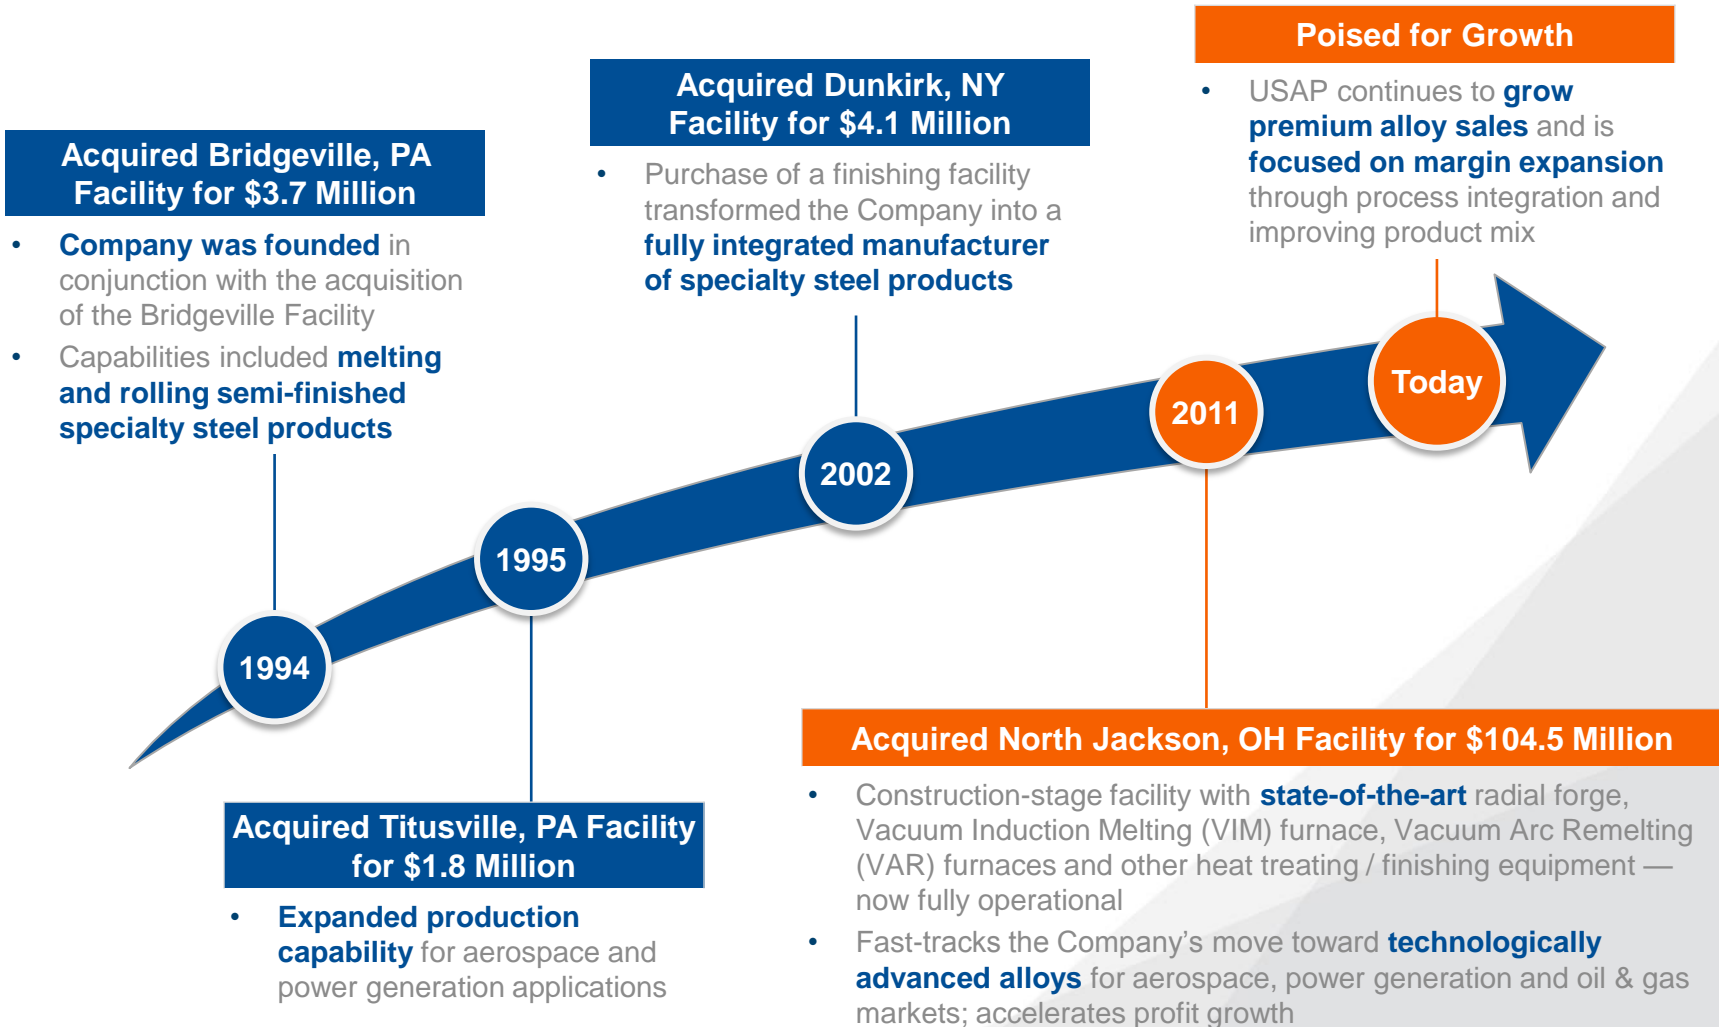 Acquired Bridgeville, PA
Facility for $3.7 Million
• Company was founded in
conjunction with the acquisition
of the Bridgeville Facility
• Capabilities included melting
and rolling semi-finished
specialty steel products
1994
1995
Acquired Titusville, PA Facility
for $1.8 Million
• Expanded production
capability for aerospace and
power generation applications
Acquired Dunkirk, NY
Facility for $4.1 Million
• Purchase of a finishing facility
transformed the Company into a
fully integrated manufacturer
of specialty steel products
2002
2011
Acquired North Jackson, OH Facility for $104.5 Million
• Construction-stage facility with state-of-the-art radial forge,
Vacuum Induction Melting (VIM) furnace, Vacuum Arc Remelting
(VAR) furnaces and other heat treating / finishing equipment —
now fully operational
• Fast-tracks the Company’s move toward technologically
advanced alloys for aerospace, power generation and oil & gas
markets; accelerates profit growth
Poised for Growth
• USAP continues to grow
premium alloy sales and is
focused on margin expansion
through process integration and
improving product mix
Today